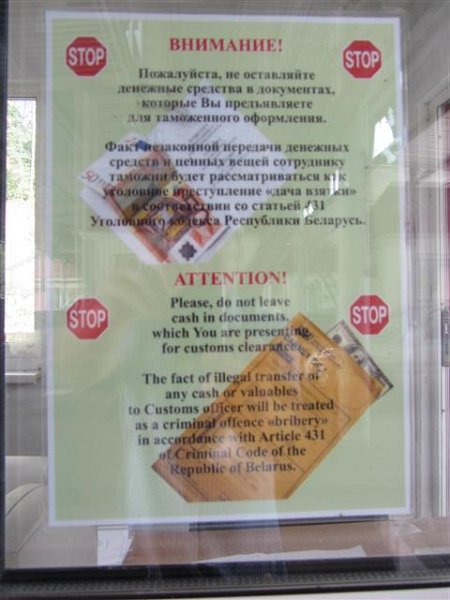 STOP
ВНИМАНИЕ!
STOP
Пожалуйста, не оставляйте
денежные средства в документах,
которые Вы предъявляете
для таможенного оформления.
Факт незаконной передачи денежных
средств и ценных вещей сотруднику
таможни будет рассматриваться как
уголовное преступление «дача взятки»
в соответствии со статьей 431
Уголовного кодекса Республики Беларусь.
50
ATTENTION!
STOP
STOP
Please, do not leave
cash in documents,
which You are presenting
for customs clearance.
The fact of illegal transfer of
any cash or valuables
to Customs officer will be treated
as a criminal offence «bribery»
in accordance with Article 431
of Criminal Code of the
Republic of Belarus.